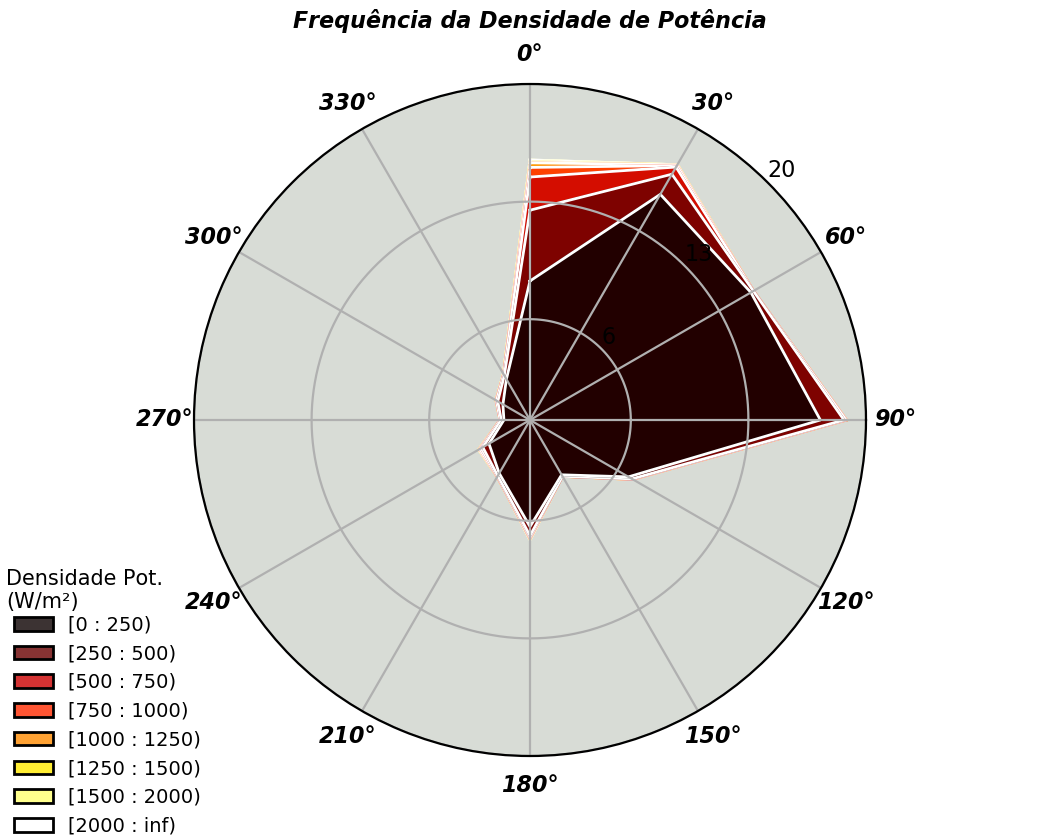 Frequência da Densidade de Potência
0°
330°
30°
20
300°
60°
13
6
270°
90°
240°
120°
210°
150°
180°
Densidade Pot.
(W/m²)
[0 : 250)
[250 : 500)
[500 : 750)
[750 : 1000)
[1000 : 1250)
[1250 : 1500)
[1500 : 2000)
[2000 : inf)